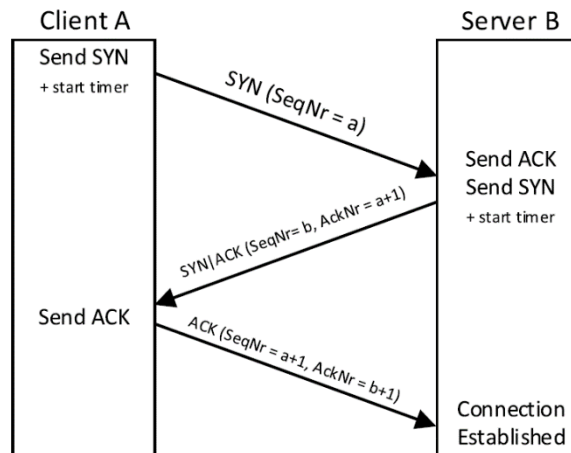 Client A
Server B
Send SYN
+ start timer
SYN (SeqNr = a)
Send ACK
Send SYN
+ start timer
SYN|ACK (SeqNr= b, AckNr = a+1)
Send ACK
ACK (SeqNr = a+1, AckNr = b+1)
Connection
Established